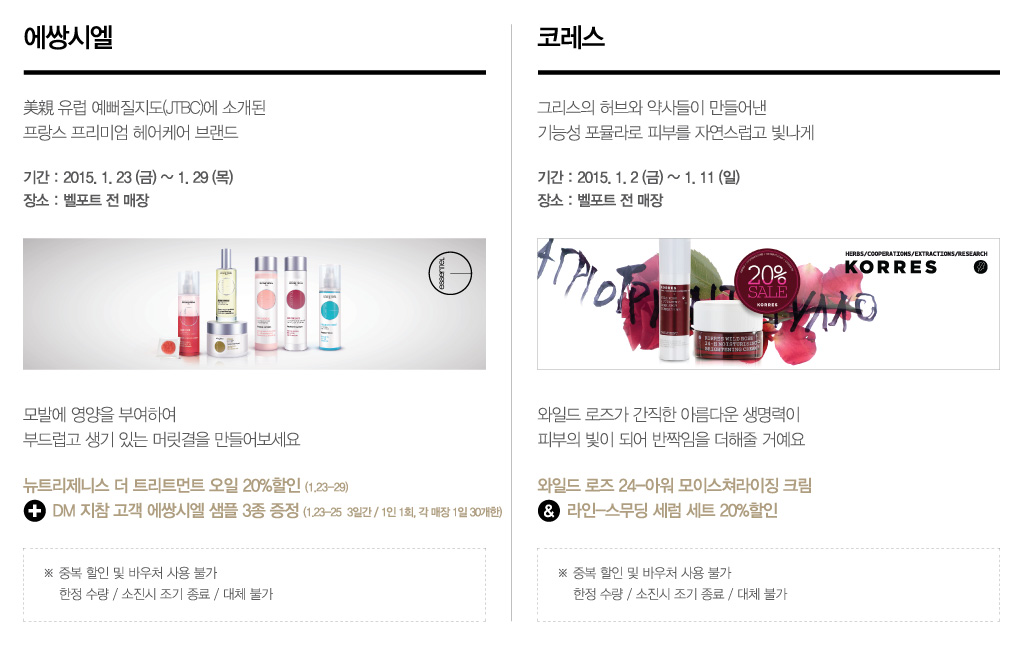 에쌍시엘
美親 유럽 예뻐질지도(JTBC)에 소개된
프랑스 프리미엄 헤어케어 브랜드
기간 : 2015. 1. 23 (금) ~ 1. 29 (목)
장소 : 벨포트 전 매장
모발에 영양을 부여하여
부드럽고 생기 있는 머릿결을 만들어보세요
뉴트리제니스 더 트리트먼트 오일 20%할인 (1.23-29)
+ DM 지참 고객 에쌍시엘 샘플 3종 증정 (1.23-25 3일간 / 1인 1회, 각 매장 1일 30개한)
※ 중복 할인 및 바우처 사용 불가
한정 수량 / 소진시 조기 종료 / 대체 불가
코레스
그리스의 허브와 약사들이 만들어낸
기능성 포뮬라로 피부를 자연스럽고 빛나게
기간 : 2015. 1. 2 (금) ~ 1. 11 (일)
장소 : 벨포트 전 매장
HERBS/COOPERATIONS/EXTRACTIONS/RESEARCH
KORRES
20%
SALE
KORRES
KORRES
KORRES WILD ROSE
24-H MOISTURISING
BRIGHTENING CREAM
와일드 로즈가 간직한 아름다운 생명력이
피부의 빛이 되어 반짝임을 더해줄 거예요
와일드 로즈 24-아워 모이스쳐라이징 크림
& 라인-스무딩 세럼 세트 20%할인
※ 중복 할인 및 바우처 사용 불가
한정 수량 / 소진시 조기 종료 / 대체 불가